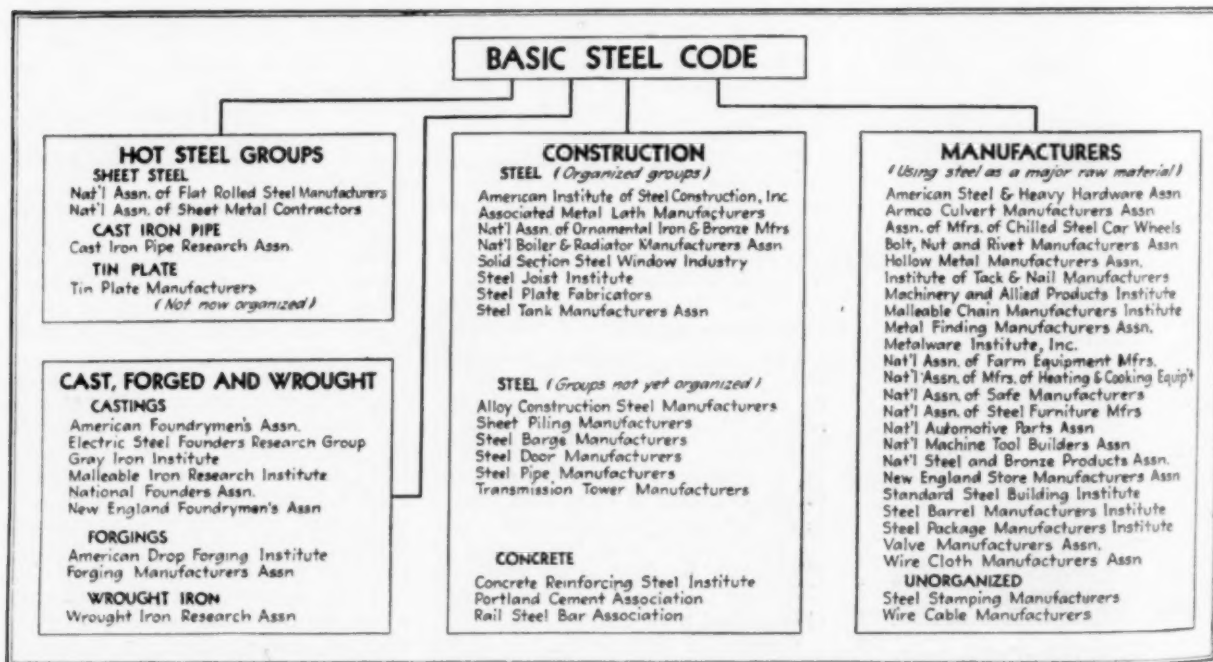 BASIC STEEL CODE
HOT STEEL GROUPS
SHEET STEEL
Nat'l Assn. of Flat Rolled Steel Manufacturers
Nat'l Assn. of Sheet Metal Contractors
CAST IRON PIPE
Cast Iron Pipe Research Assn.
TIN PLATE
Tin Plate Manufacturers
(Not now organized)
CAST, FORGED AND WROUGHT
CASTINGS
American Foundrymen's Assn.
Electric Steel Founders Research Group
Gray Iron Institute
Malleable Iron Research Institute
National Founders Assn.
New England Foundrymen's Assn
FORGINGS
American Drop Forging Institute
Forging Manufacturers Assn
WROUGHT IRON
Wrought Iron Research Assn
CONSTRUCTION
STEEL (Organized groups)
American Institute of Steel Construction, Inc
Associated Metal Lath Manufacturers
Nat'l Assn. of Ornamental Iron & Bronze Mfrs
Nat'l Boiler & Radiator Manufacturers Assn
Solid Section Steel Window Industry
Steel Joist Institute
Steel Plate Fabricators
Steel Tank Manufacturers Assn
STEEL (Groups not yet organized)
Alloy Construction Steel Manufacturers
Sheet Piling Manufacturers
Steel Barge Manufacturers
Steel Door Manufacturers
Steel Pipe Manufacturers
Transmission Tower Manufacturers
CONCRETE
Concrete Reinforcing Steel Institute
Portland Cement Association
Rail Steel Bar Association
MANUFACTURERS
(Using steel as a major raw material)
American Steel & Heavy Hardware Assn
Armco Culvert Manufacturers Assn
Assn. of Mfrs. of Chilled Steel Car Wheels
Bolt, Nut and Rivet Manufacturers Assn
Hollow Metal Manufacturers Assn.
Institute of Tack & Nail Manufacturers
Machinery and Allied Products Institute
Malleable Chain Manufacturers Institute
Metal Finding Manufacturers Assn.
Metalware Institute, Inc.
Nat'l Assn. of Farm Equipment Mfrs.
Nat'l Assn. of Mfrs. of Heating & Cooking Equip't
Nat'l Assn. of Safe Manufacturers
Nat'l Assn. of Steel Furniture Mfrs
Nat'l Automotive Parts Assn
Nat'l Machine Tool Builders Assn
Nat'l Steel and Bronze Products Assn.
New England Store Manufacturers Assn
Standard Steel Building Institute
Steel Barrel Manufacturers Institute
Steel Package Manufacturers Institute
Valve Manufacturers Assn.
Wire Cloth Manufacturers Assn
UNORGANIZED
Steel Stamping Manufacturers
Wire Cable Manufacturers